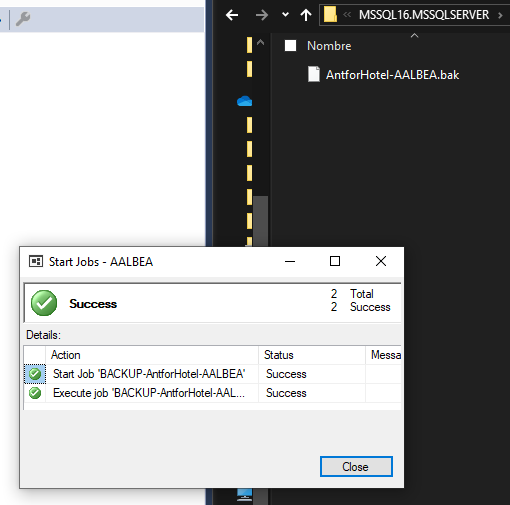 MSSQL16.MSSQLSERVER
Nombre
AntforHotel-AALBEA.bak
Start Jobs - AALBEA
Success
2 Total
2 Success
Details:
Action Status Messa
Start Job 'BACKUP-AntforHotel-AALBEA' Success
Execute job 'BACKUP-AntforHotel-AAL... Success
Close